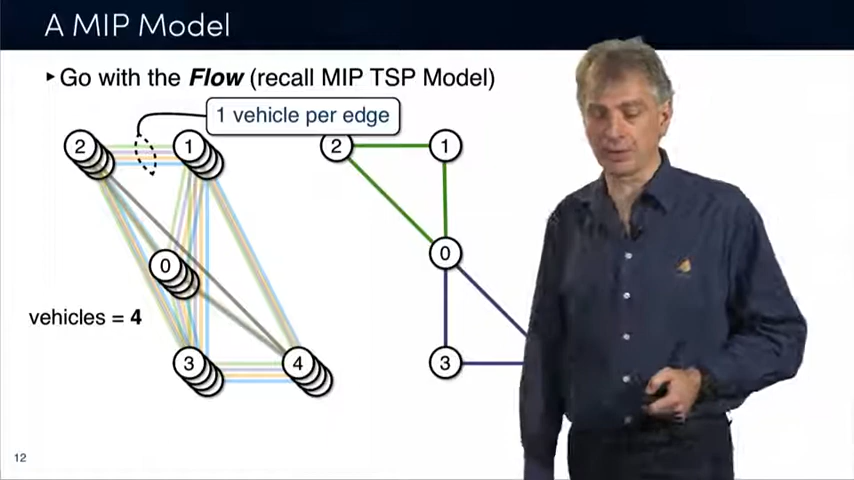 A MIP Model
▸ Go with the Flow (recall MIP TSP Model)
1 vehicle per edge
2 1 2 1
0 0
vehicles = 4
3 4 3
12